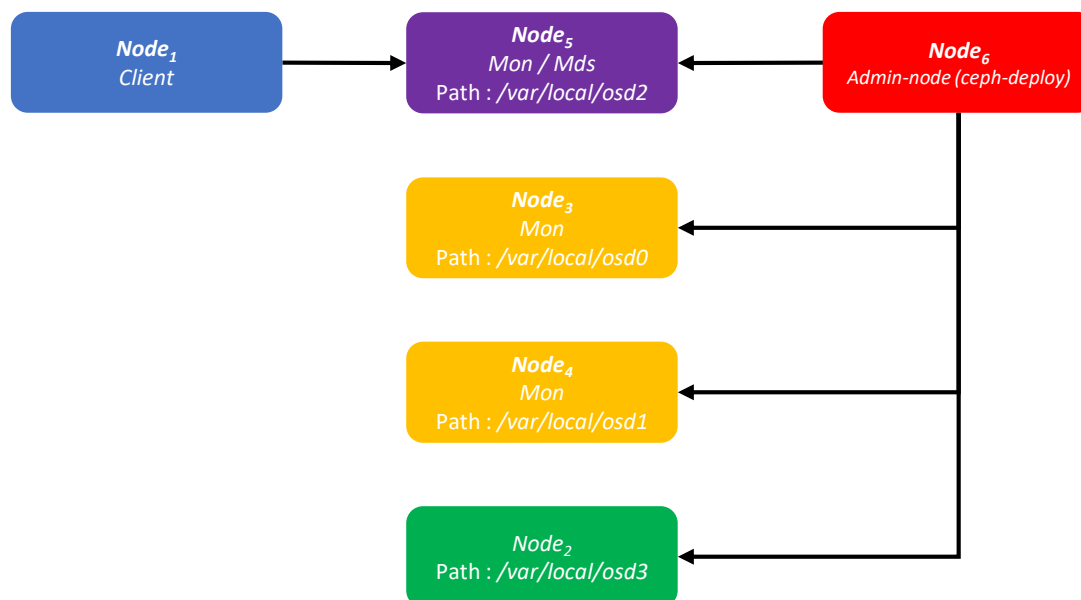 Node1
Client
Node5
Mon / Mds
Path : /var/local/osd2
Node6
Admin-node (ceph-deploy)
Node3
Mon
Path : /var/local/osd0
Node4
Mon
Path : /var/local/osd1
Node2
Path : /var/local/osd3